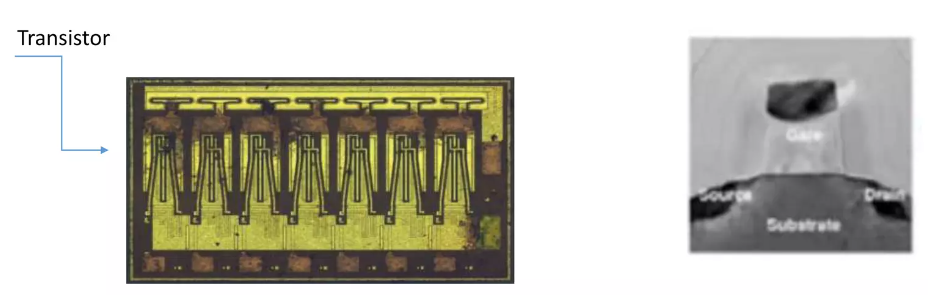 Transistor
Gate
Source
Drain
Substrate